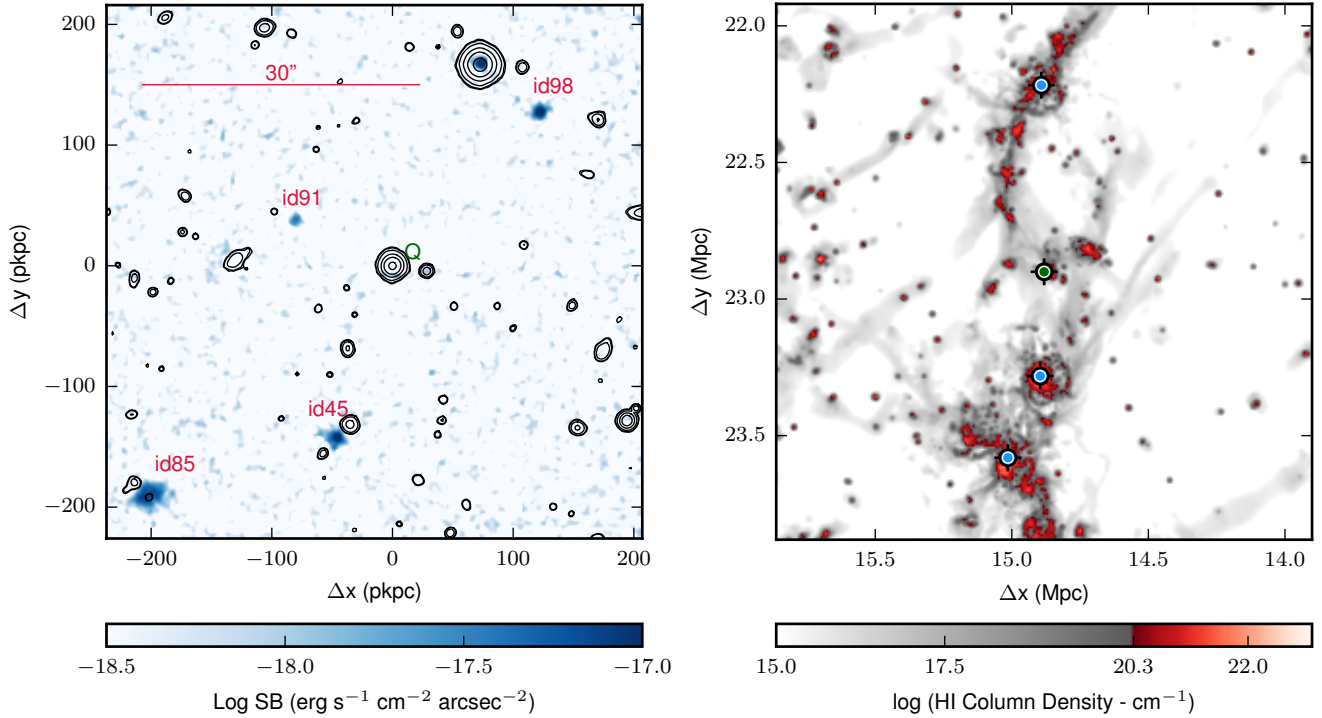 200
100
0
−100
−200
Δy (pkpc)
30”
id98
id91
Q
id45
id85
−200
−100
0
100
200
Δx (pkpc)
−18.5
−18.0
−17.5
−17.0
Log SB (erg s⁻¹ cm⁻² arcsec⁻²)
22.0
22.5
23.0
23.5
Δy (Mpc)
15.5
15.0
14.5
14.0
Δx (Mpc)
15.0
17.5
20.3
22.0
log (HI Column Density - cm⁻¹)